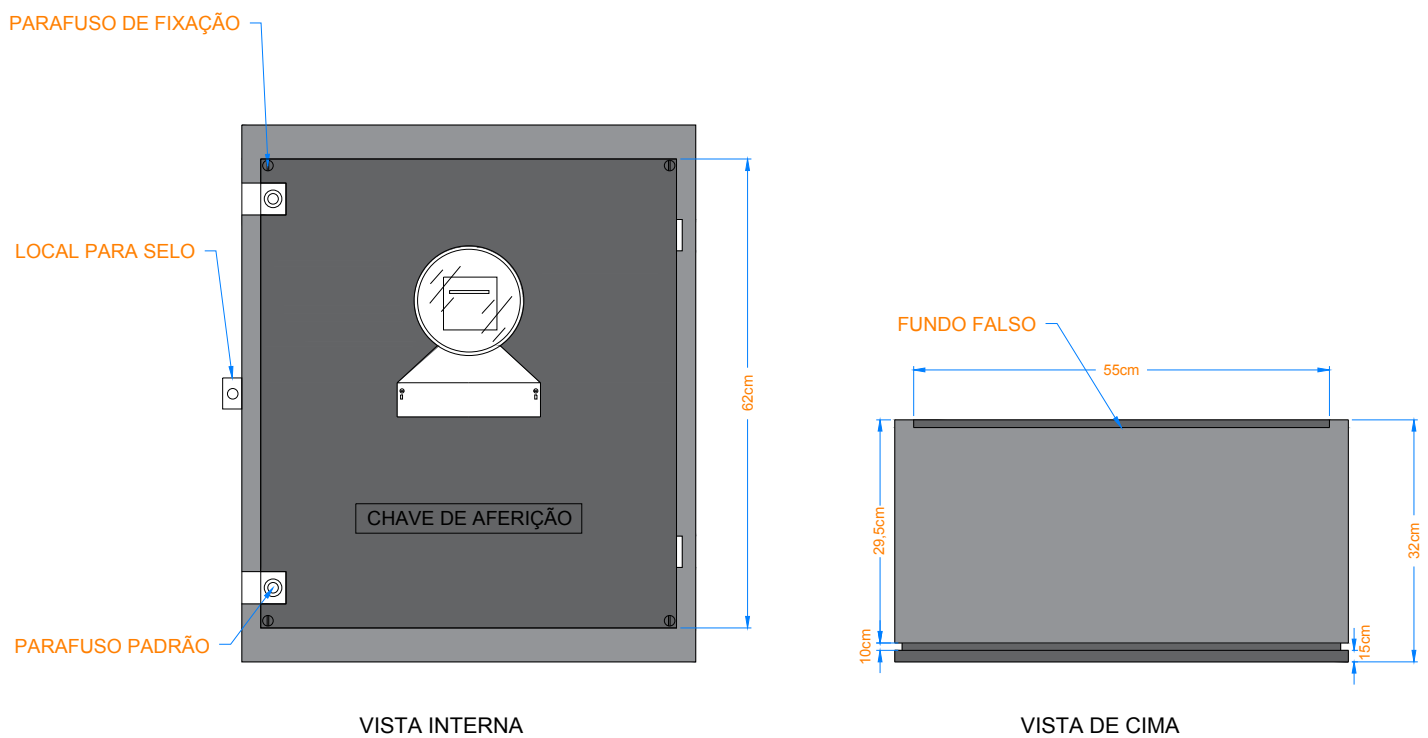 PARAFUSO DE FIXAÇÃO
LOCAL PARA SELO
CHAVE DE AFERIÇÃO
PARAFUSO PADRÃO
62cm
VISTA INTERNA
FUNDO FALSO
55cm
29,5cm
32cm
10cm
15cm
VISTA DE CIMA